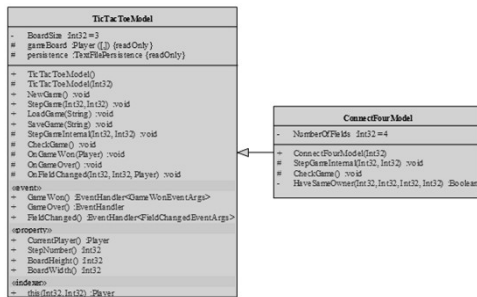 TicTacToeModel
- BoardSize :Int32 = 3
# gameBoard :Player ([,]) {readOnly}
# persistence :TextFilePersistence {readOnly}
+ TicTacToeModel()
# TicTacToeModel(Int32)
+ NewGame() :void
+ StepGame(Int32, Int32) :void
+ LoadGame(String) :void
+ SaveGame(String) :void
# StepGameInternal(Int32, Int32) :void
# CheckGame() :void
# OnGameWon(Player) :void
# OnGameOver() :void
# OnFieldChanged(Int32, Int32, Player) :void
«event»
+ GameWon() :EventHandler<GameWonEventArgs>
+ GameOver() :EventHandler
+ FieldChanged() :EventHandler<FieldChangedEventArgs>
«property»
+ CurrentPlayer() :Player
+ StepNumber() :Int32
+ BoardHeight() :Int32
+ BoardWidth() :Int32
«indexer»
+ this(Int32, Int32) :Player
ConnectFourModel
- NumberOfFields :Int32 = 4
+ ConnectFourModel(Int32)
# StepGameInternal(Int32, Int32) :void
# CheckGame() :void
- HaveSameOwner(Int32, Int32, Int32, Int32) :Boolean